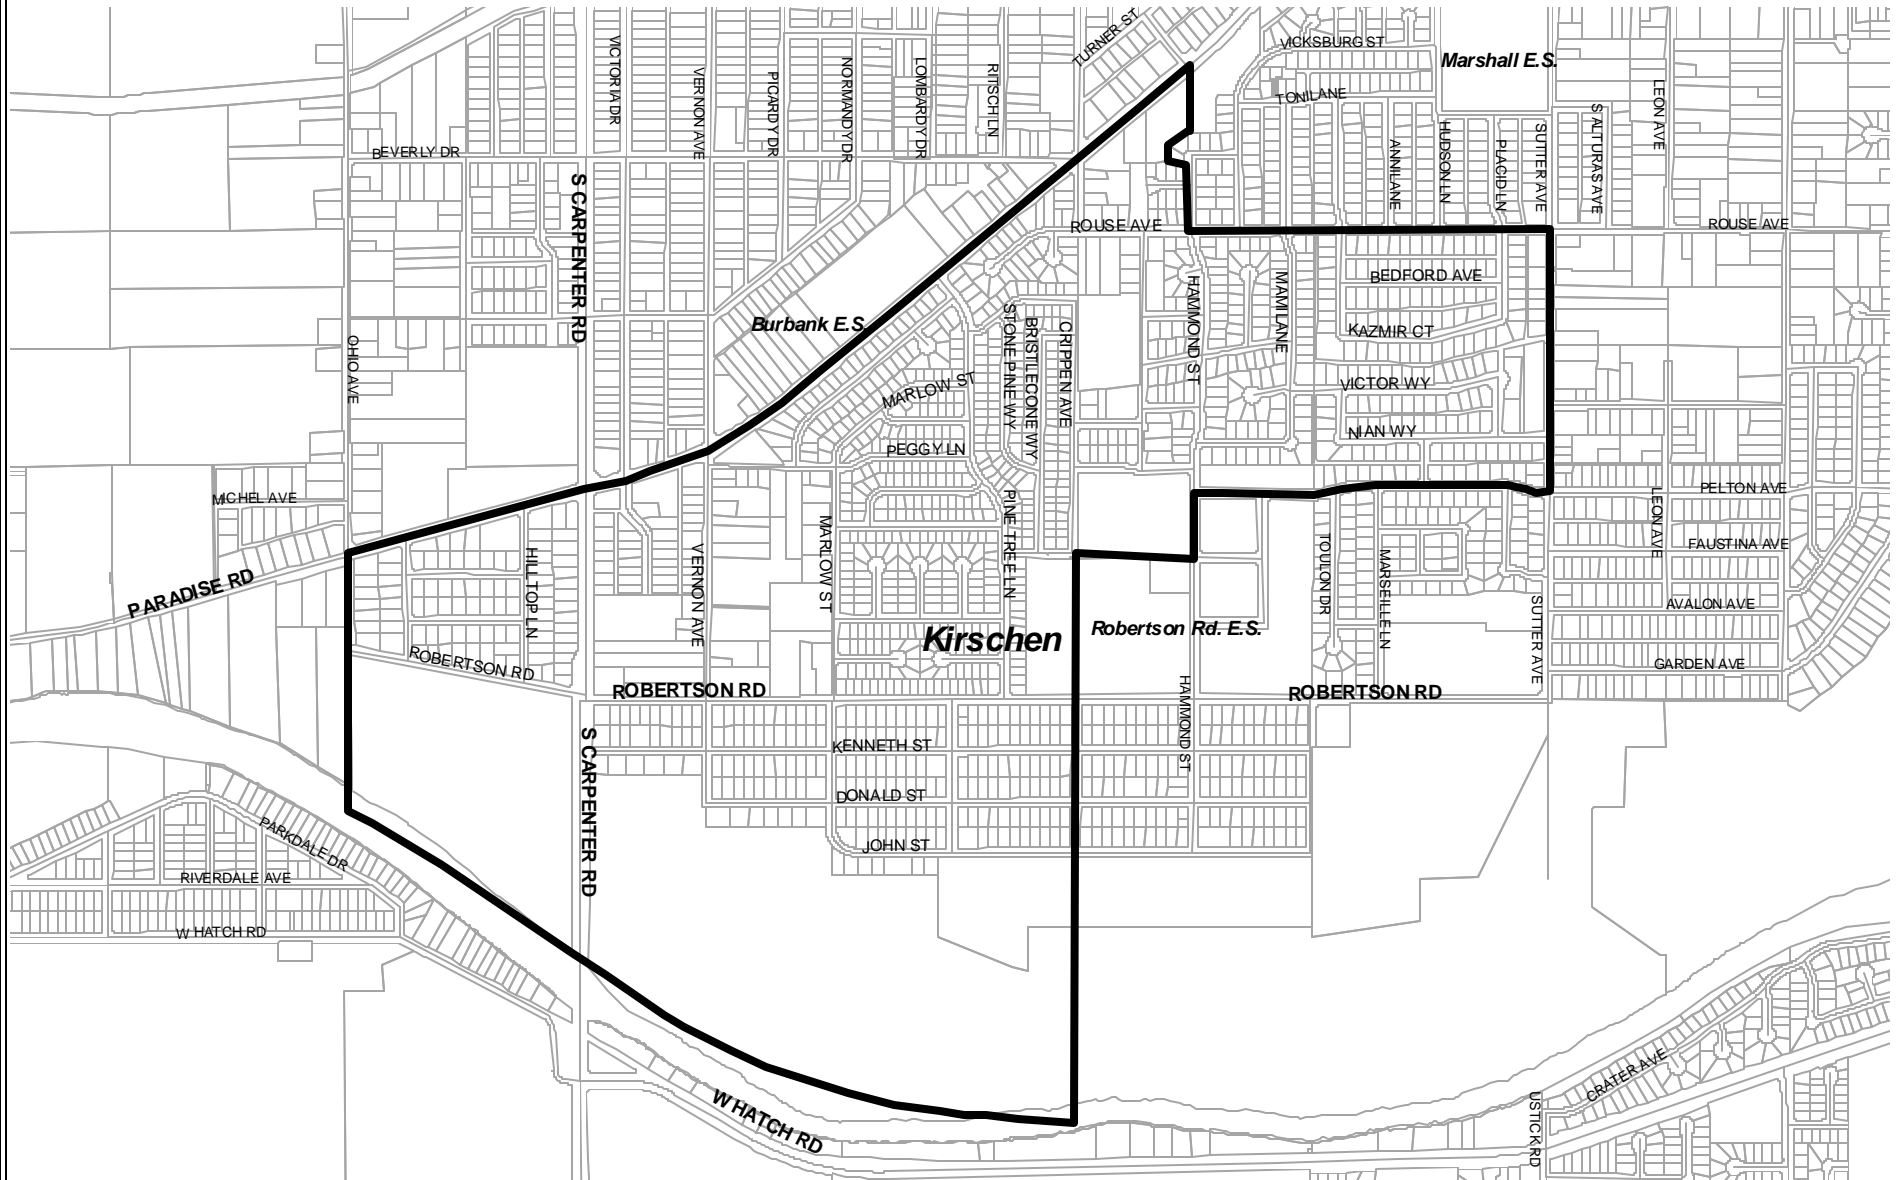 TURNER ST
VICKSBURG ST
Marshall E.S.
VICTORIA DR
VERNON AVE
PICARDY DR
NORMANDY DR
LOMBARDY DR
RITSCH LN
TONI LANE
LEON AVE
BEVERLY DR
ANNI LANE
HUDSON LN
PLACID LN
SUTTER AVE
S ALTURAS AVE
S CARPENTER RD
ROUSE AVE
ROUSE AVE
BEDFORD AVE
HAMMOND ST
MAMI LANE
Burbank E.S.
STONE PINE WY
BRISTLECONE WY
CRIPPEN AVE
KAZMIR CT
OHIO AVE
MARLOW ST
VICTOR WY
NIAN WY
PEGGY LN
MICHEL AVE
PELTON AVE
PINE TREE LN
LEON AVE
MARLOW ST
HILLTOP LN
VERNON AVE
TOULON DR
MARSEILLE LN
FAUSTINA AVE
PARADISE RD
AVALON AVE
SUTTER AVE
Kirschen
Robertson Rd. E.S.
ROBERTSON RD
GARDEN AVE
ROBERTSON RD
ROBERTSON RD
HAMMOND ST
S CARPENTER RD
KENNETH ST
DONALD ST
JOHN ST
PARKDALE DR
RIVERDALE AVE
W HATCH RD
W HATCH RD
CRATER AVE
USTICK RD